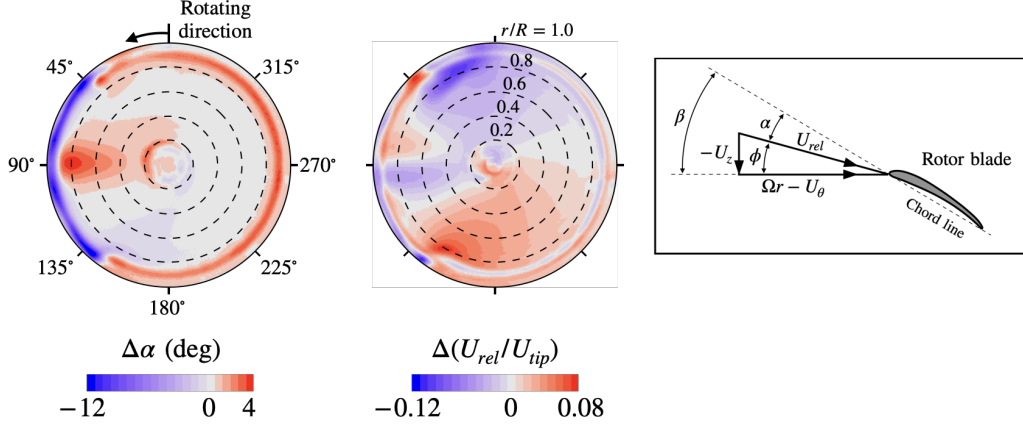 Rotating
direction
45°
315°
90°
270°
135°
225°
180°
Δα (deg)
−12
0
4
r/R = 1.0
0.8
0.6
0.4
0.2
Δ(U_rel/U_tip)
−0.12
0
0.08
β
α
U_rel
−U_z
ϕ
Rotor blade
Ωr − U_θ
Chord line